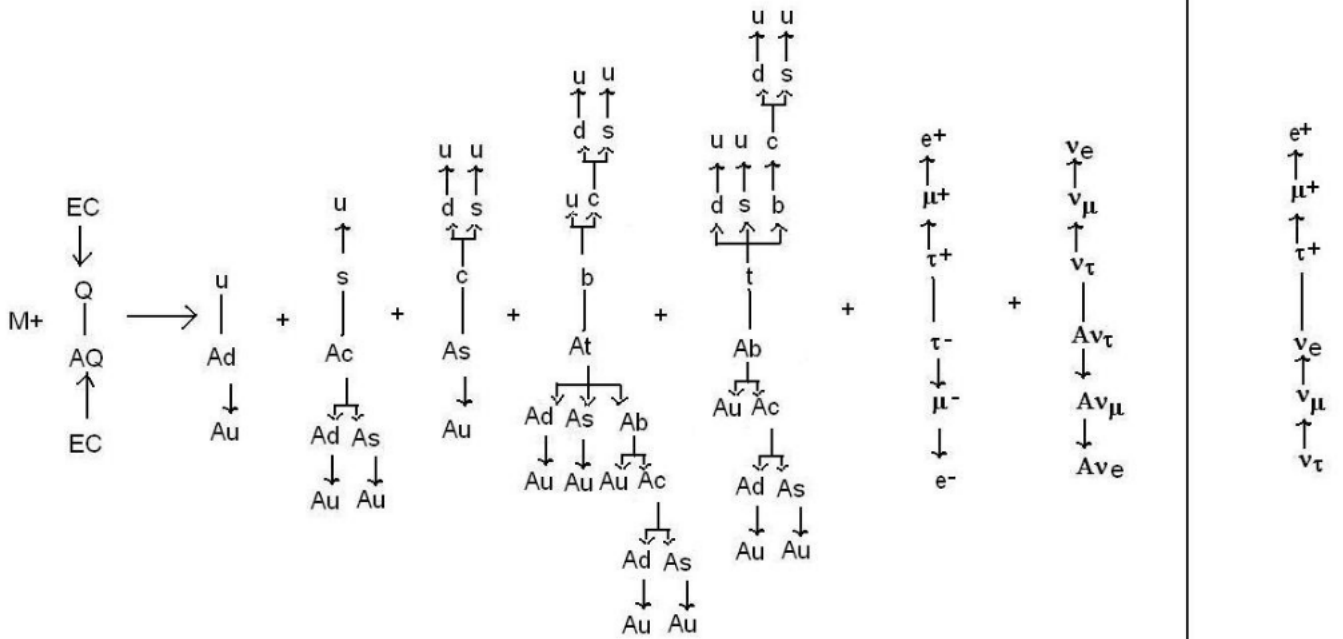 u u
d s
u u
d s
c
u u c
d s b
t
Ab
Au Ac
Ad As
Au Au
u c
b
At
Ad As Ab
Au Au Au Ac
Ad As
Au Au
u u
d s
c
As
Au
u
s
Ac
Ad As
Au Au
EC
Q
M+
AQ
EC
u
Ad
Au
+
+
+
+
+
+
e+
μ+
τ+
τ-
μ-
e-
νe
νμ
ντ
Aντ
Aνμ
Aνe
e+
μ+
τ+
νe
νμ
ντ
u u
d s